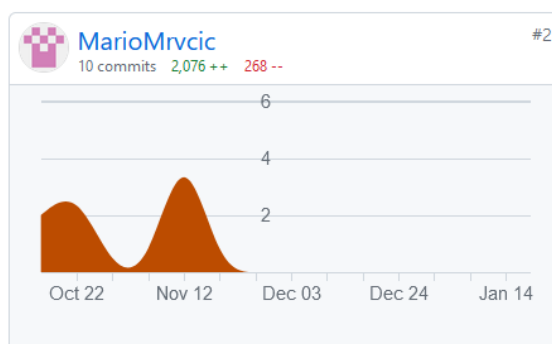 MarioMrvcic
#2
10 commits 2,076 ++ 268 --
6
4
2
Oct 22 Nov 12 Dec 03 Dec 24 Jan 14